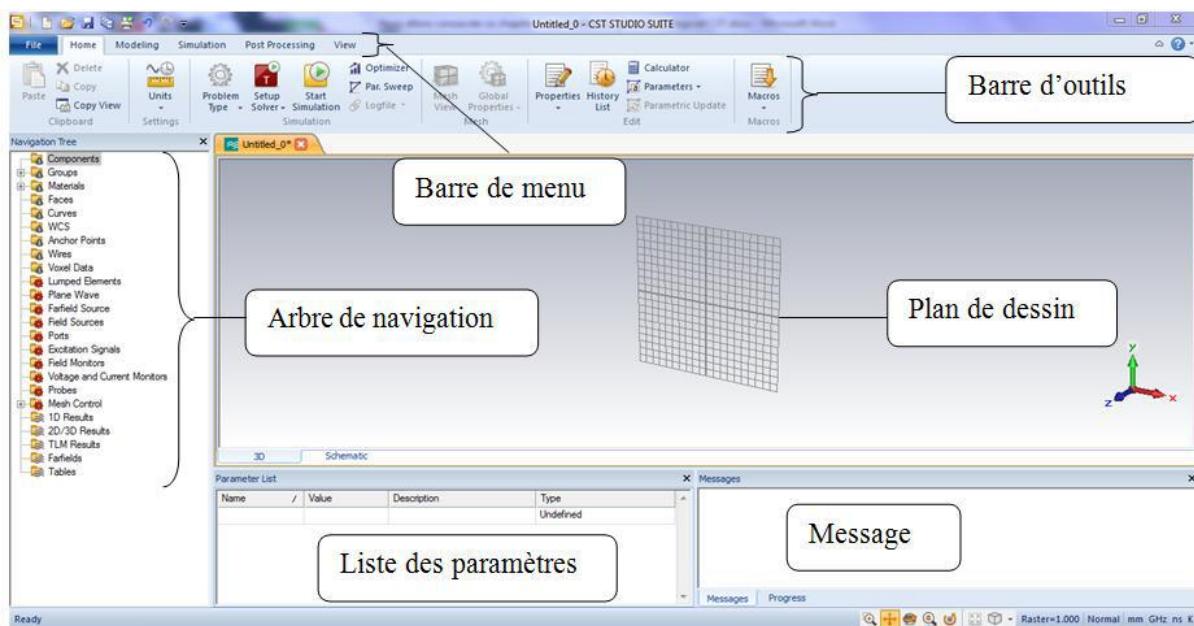 Untitled_0 - CST STUDIO SUITE
File Home Modeling Simulation Post Processing View
Paste
Delete
Copy
Copy View
Clipboard
Units
Settings
Problem Type
Setup Solver
Start Simulation
Optimizer
Par. Sweep
Logfile
Simulation
Mesh View
Global Properties
Mesh
Properties
History List
Calculator
Parameters
Parametric Update
Edit
Macros
Macros
Barre d'outils
Navigation Tree
Components
Groups
Materials
Faces
Curves
WCS
Anchor Points
Wires
Voxel Data
Lumped Elements
Plane Wave
Farfield Source
Field Sources
Ports
Excitation Signals
Field Monitors
Voltage and Current Monitors
Probes
Mesh Control
1D Results
2D/3D Results
TLM Results
Farfields
Tables
Untitled_0*
Barre de menu
Arbre de navigation
Plan de dessin
y
z
x
3D Schematic
Parameter List
Name / Value Description Type
Undefined
Liste des paramètres
Messages
Message
Messages Progress
Ready
Raster=1.000 Normal mm GHz ns K